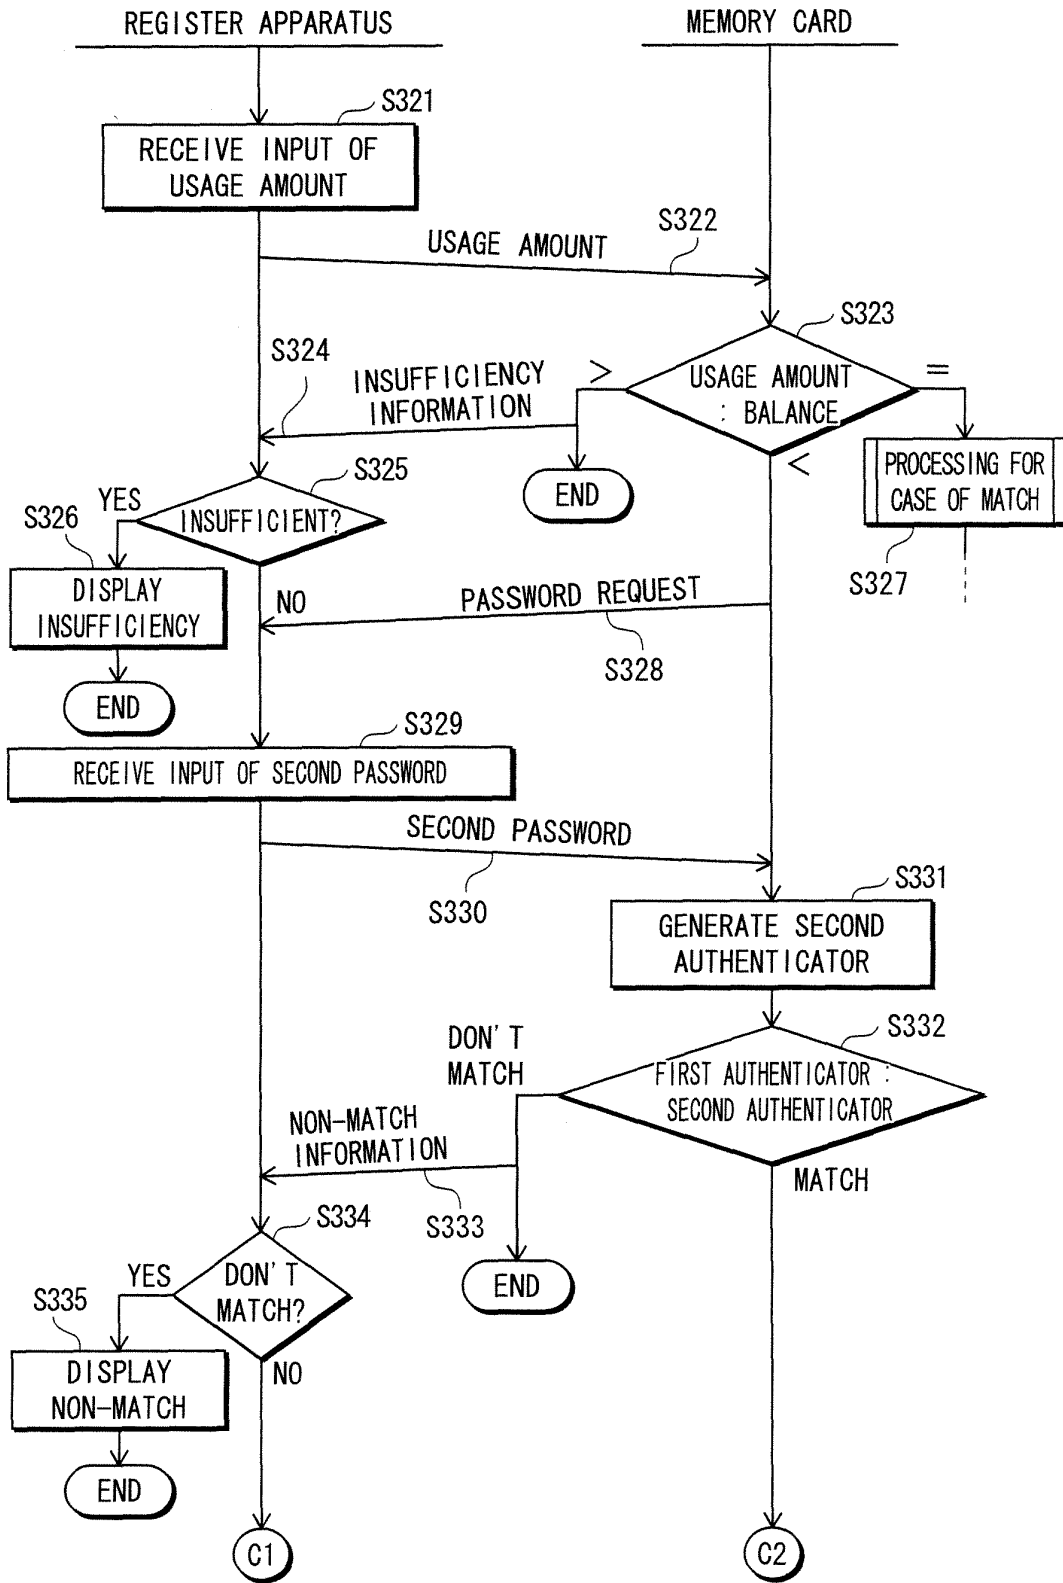 REGISTER APPARATUS
MEMORY CARD
S321
RECEIVE INPUT OF
USAGE AMOUNT
USAGE AMOUNT
S322
S323
USAGE AMOUNT
: BALANCE
>
=
<
S324
INSUFFICIENCY
INFORMATION
END
PROCESSING FOR
CASE OF MATCH
S327
S325
INSUFFICIENT?
YES
S326
DISPLAY
INSUFFICIENCY
END
NO
PASSWORD REQUEST
S328
S329
RECEIVE INPUT OF SECOND PASSWORD
SECOND PASSWORD
S330
S331
GENERATE SECOND
AUTHENTICATOR
S332
FIRST AUTHENTICATOR :
SECOND AUTHENTICATOR
DON'T
MATCH
NON-MATCH
INFORMATION
S333
END
MATCH
S334
DON'T
MATCH?
YES
S335
DISPLAY
NON-MATCH
END
NO
C1
C2